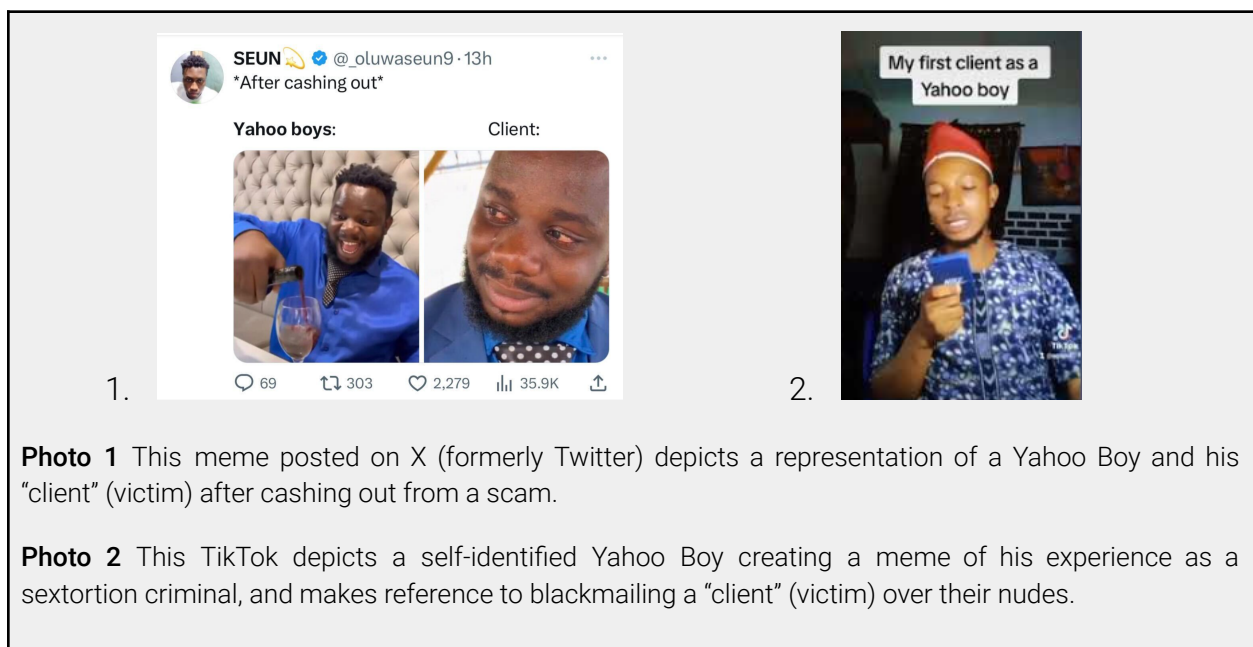 SEUN💫 @_oluwaseun9 · 13h
*After cashing out*
Yahoo boys: Client:
69 303 2,279 35.9K
1.
My first client as a
Yahoo boy
TikTok
2.
Photo 1 This meme posted on X (formerly Twitter) depicts a representation of a Yahoo Boy and his
“client” (victim) after cashing out from a scam.
Photo 2 This TikTok depicts a self-identified Yahoo Boy creating a meme of his experience as a
sextortion criminal, and makes reference to blackmailing a “client” (victim) over their nudes.